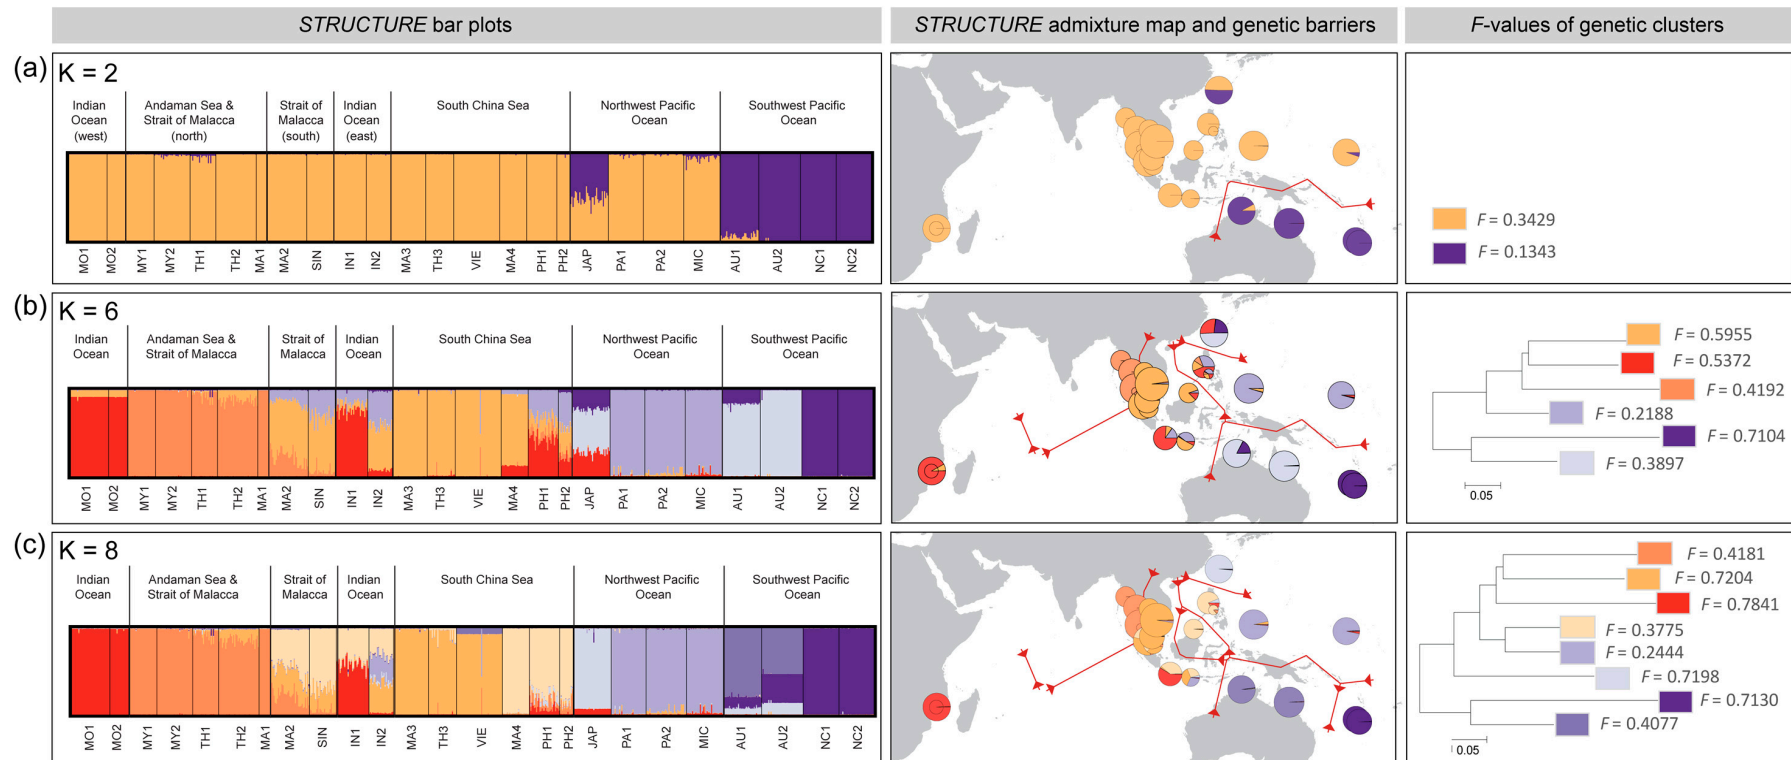 STRUCTURE bar plots
STRUCTURE admixture map and genetic barriers
F-values of genetic clusters
(a)
K = 2
Indian
Ocean
(west)
Andaman Sea &
Strait of Malacca
(north)
Strait of
Malacca
(south)
Indian
Ocean
(east)
South China Sea
Northwest Pacific
Ocean
Southwest Pacific
Ocean
MO1
MO2
MY1
MY2
TH1
TH2
MA1
MA2
SIN
IN1
IN2
MA3
TH3
VIE
MA4
PH1
PH2
JAP
PA1
PA2
MIC
AU1
AU2
NC1
NC2
F = 0.3429
F = 0.1343
(b)
K = 6
Indian
Ocean
Andaman Sea &
Strait of Malacca
Strait of
Malacca
Indian
Ocean
South China Sea
Northwest Pacific
Ocean
Southwest Pacific
Ocean
MO1
MO2
MY1
MY2
TH1
TH2
MA1
MA2
SIN
IN1
IN2
MA3
TH3
VIE
MA4
PH1
PH2
JAP
PA1
PA2
MIC
AU1
AU2
NC1
NC2
F = 0.5955
F = 0.5372
F = 0.4192
F = 0.2188
F = 0.7104
F = 0.3897
0.05
(c)
K = 8
Indian
Ocean
Andaman Sea &
Strait of Malacca
Strait of
Malacca
Indian
Ocean
South China Sea
Northwest Pacific
Ocean
Southwest Pacific
Ocean
MO1
MO2
MY1
MY2
TH1
TH2
MA1
MA2
SIN
IN1
IN2
MA3
TH3
VIE
MA4
PH1
PH2
JAP
PA1
PA2
MIC
AU1
AU2
NC1
NC2
F = 0.4181
F = 0.7204
F = 0.7841
F = 0.3775
F = 0.2444
F = 0.7198
F = 0.7130
F = 0.4077
0.05